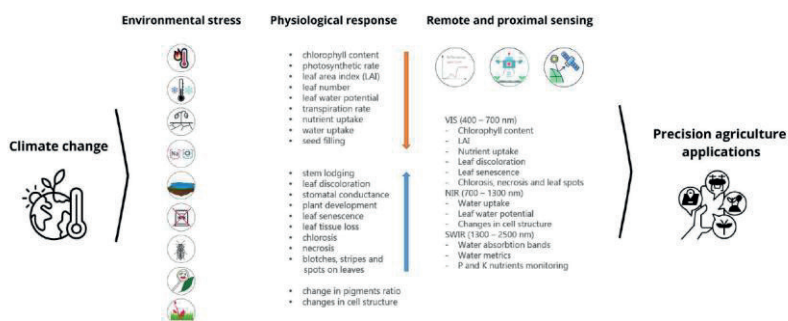 Environmental stress
Physiological response
Remote and proximal sensing
Climate change
• chlorophyll content
• photosynthetic rate
• leaf area index (LAI)
• leaf number
• leaf water potential
• transpiration rate
• nutrient uptake
• water uptake
• seed filling
• stem lodging
• leaf discoloration
• stomatal conductance
• plant development
• leaf senescence
• leaf tissue loss
• chlorosis
• necrosis
• blotches, stripes and
spots on leaves
• change in pigments ratio
• changes in cell structure
VIS (400 – 700 nm)
- Chlorophyll content
- LAI
- Nutrient uptake
- Leaf discoloration
- Leaf senescence
- Chlorosis, necrosis and leaf spots
NIR (700 – 1300 nm)
- Water uptake
- Leaf water potential
- Changes in cell structure
SWIR (1300 – 2500 nm)
- Water absorbtion bands
- Water metrics
- P and K nutrients monitoring
Precision agriculture
applications